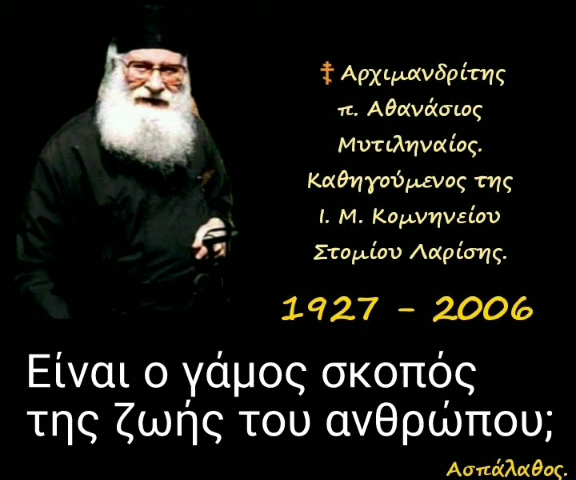 ☦ Αρχιμανδρίτης
π. Αθανάσιος
Μυτιληναίος.
Καθηγούμενος της
Ι. Μ. Κομνηνείου
Στομίου Λαρίσης.
1927 - 2006
Είναι ο γάμος σκοπός
της ζωής του ανθρώπου;
Ασπάλαθος.